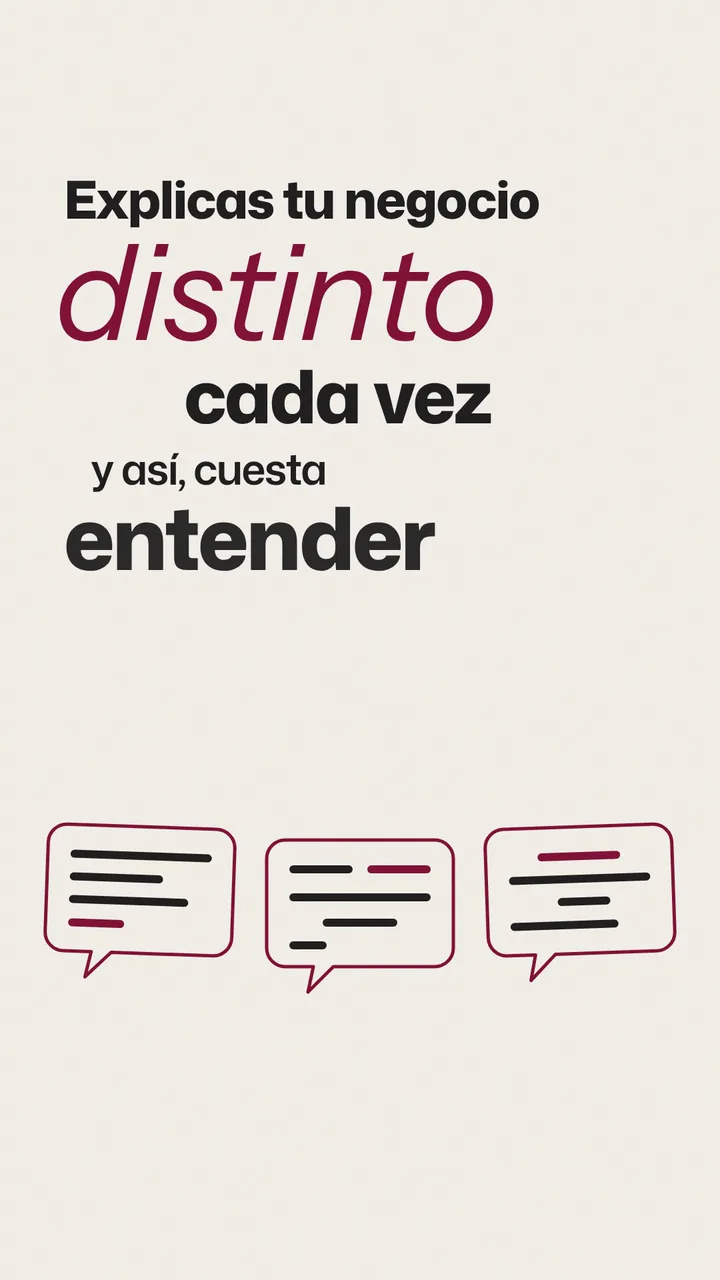 Explicas tu negocio
distinto
cada vez
y así, cuesta
entender